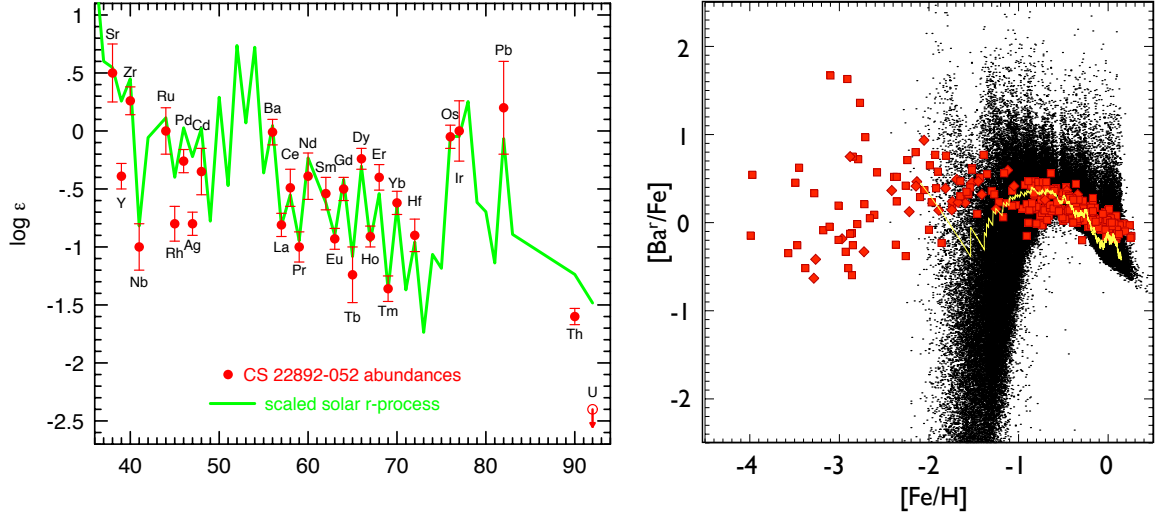 1
.5
0
-.5
-1
-1.5
-2
-2.5
log ε
40
50
60
70
80
90
Sr
Zr
Y
Nb
Ru
Rh
Pd
Ag
Cd
Ba
La
Ce
Pr
Nd
Sm
Eu
Gd
Tb
Dy
Ho
Er
Tm
Yb
Hf
Os
Ir
Pb
Th
U
CS 22892-052 abundances
scaled solar r-process
2
1
0
-1
-2
[Baʳ/Fe]
-4
-3
-2
-1
0
[Fe/H]